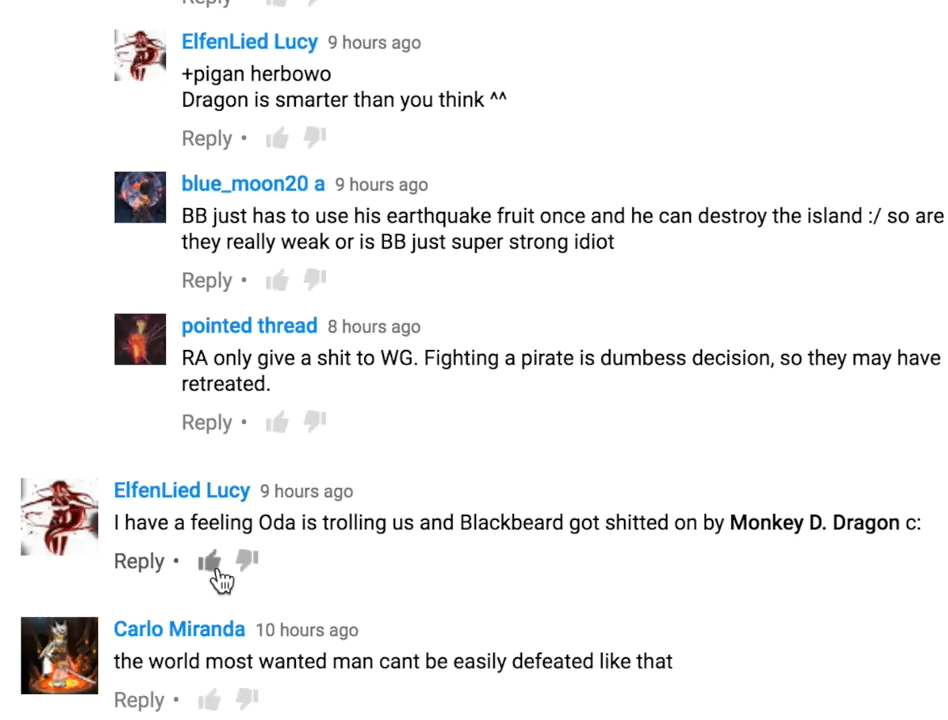 Reply
ElfenLied Lucy 9 hours ago
+pigan herbowo
Dragon is smarter than you think ^^
Reply •
blue_moon20 a 9 hours ago
BB just has to use his earthquake fruit once and he can destroy the island :/ so are
they really weak or is BB just super strong idiot
Reply •
pointed thread 8 hours ago
RA only give a shit to WG. Fighting a pirate is dumbess decision, so they may have
retreated.
Reply •
ElfenLied Lucy 9 hours ago
I have a feeling Oda is trolling us and Blackbeard got shitted on by Monkey D. Dragon c:
Reply •
Carlo Miranda 10 hours ago
the world most wanted man cant be easily defeated like that
Reply •